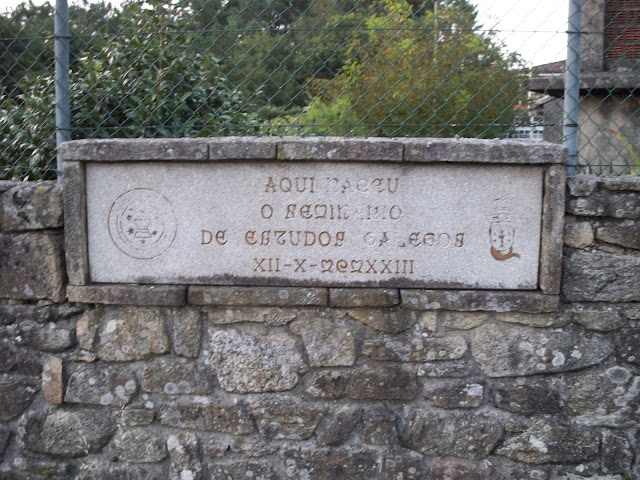 AQUI NACEU
O SEMINARIO
DE ESTUDOS GALEGOS
XII-X-MCMXXIII